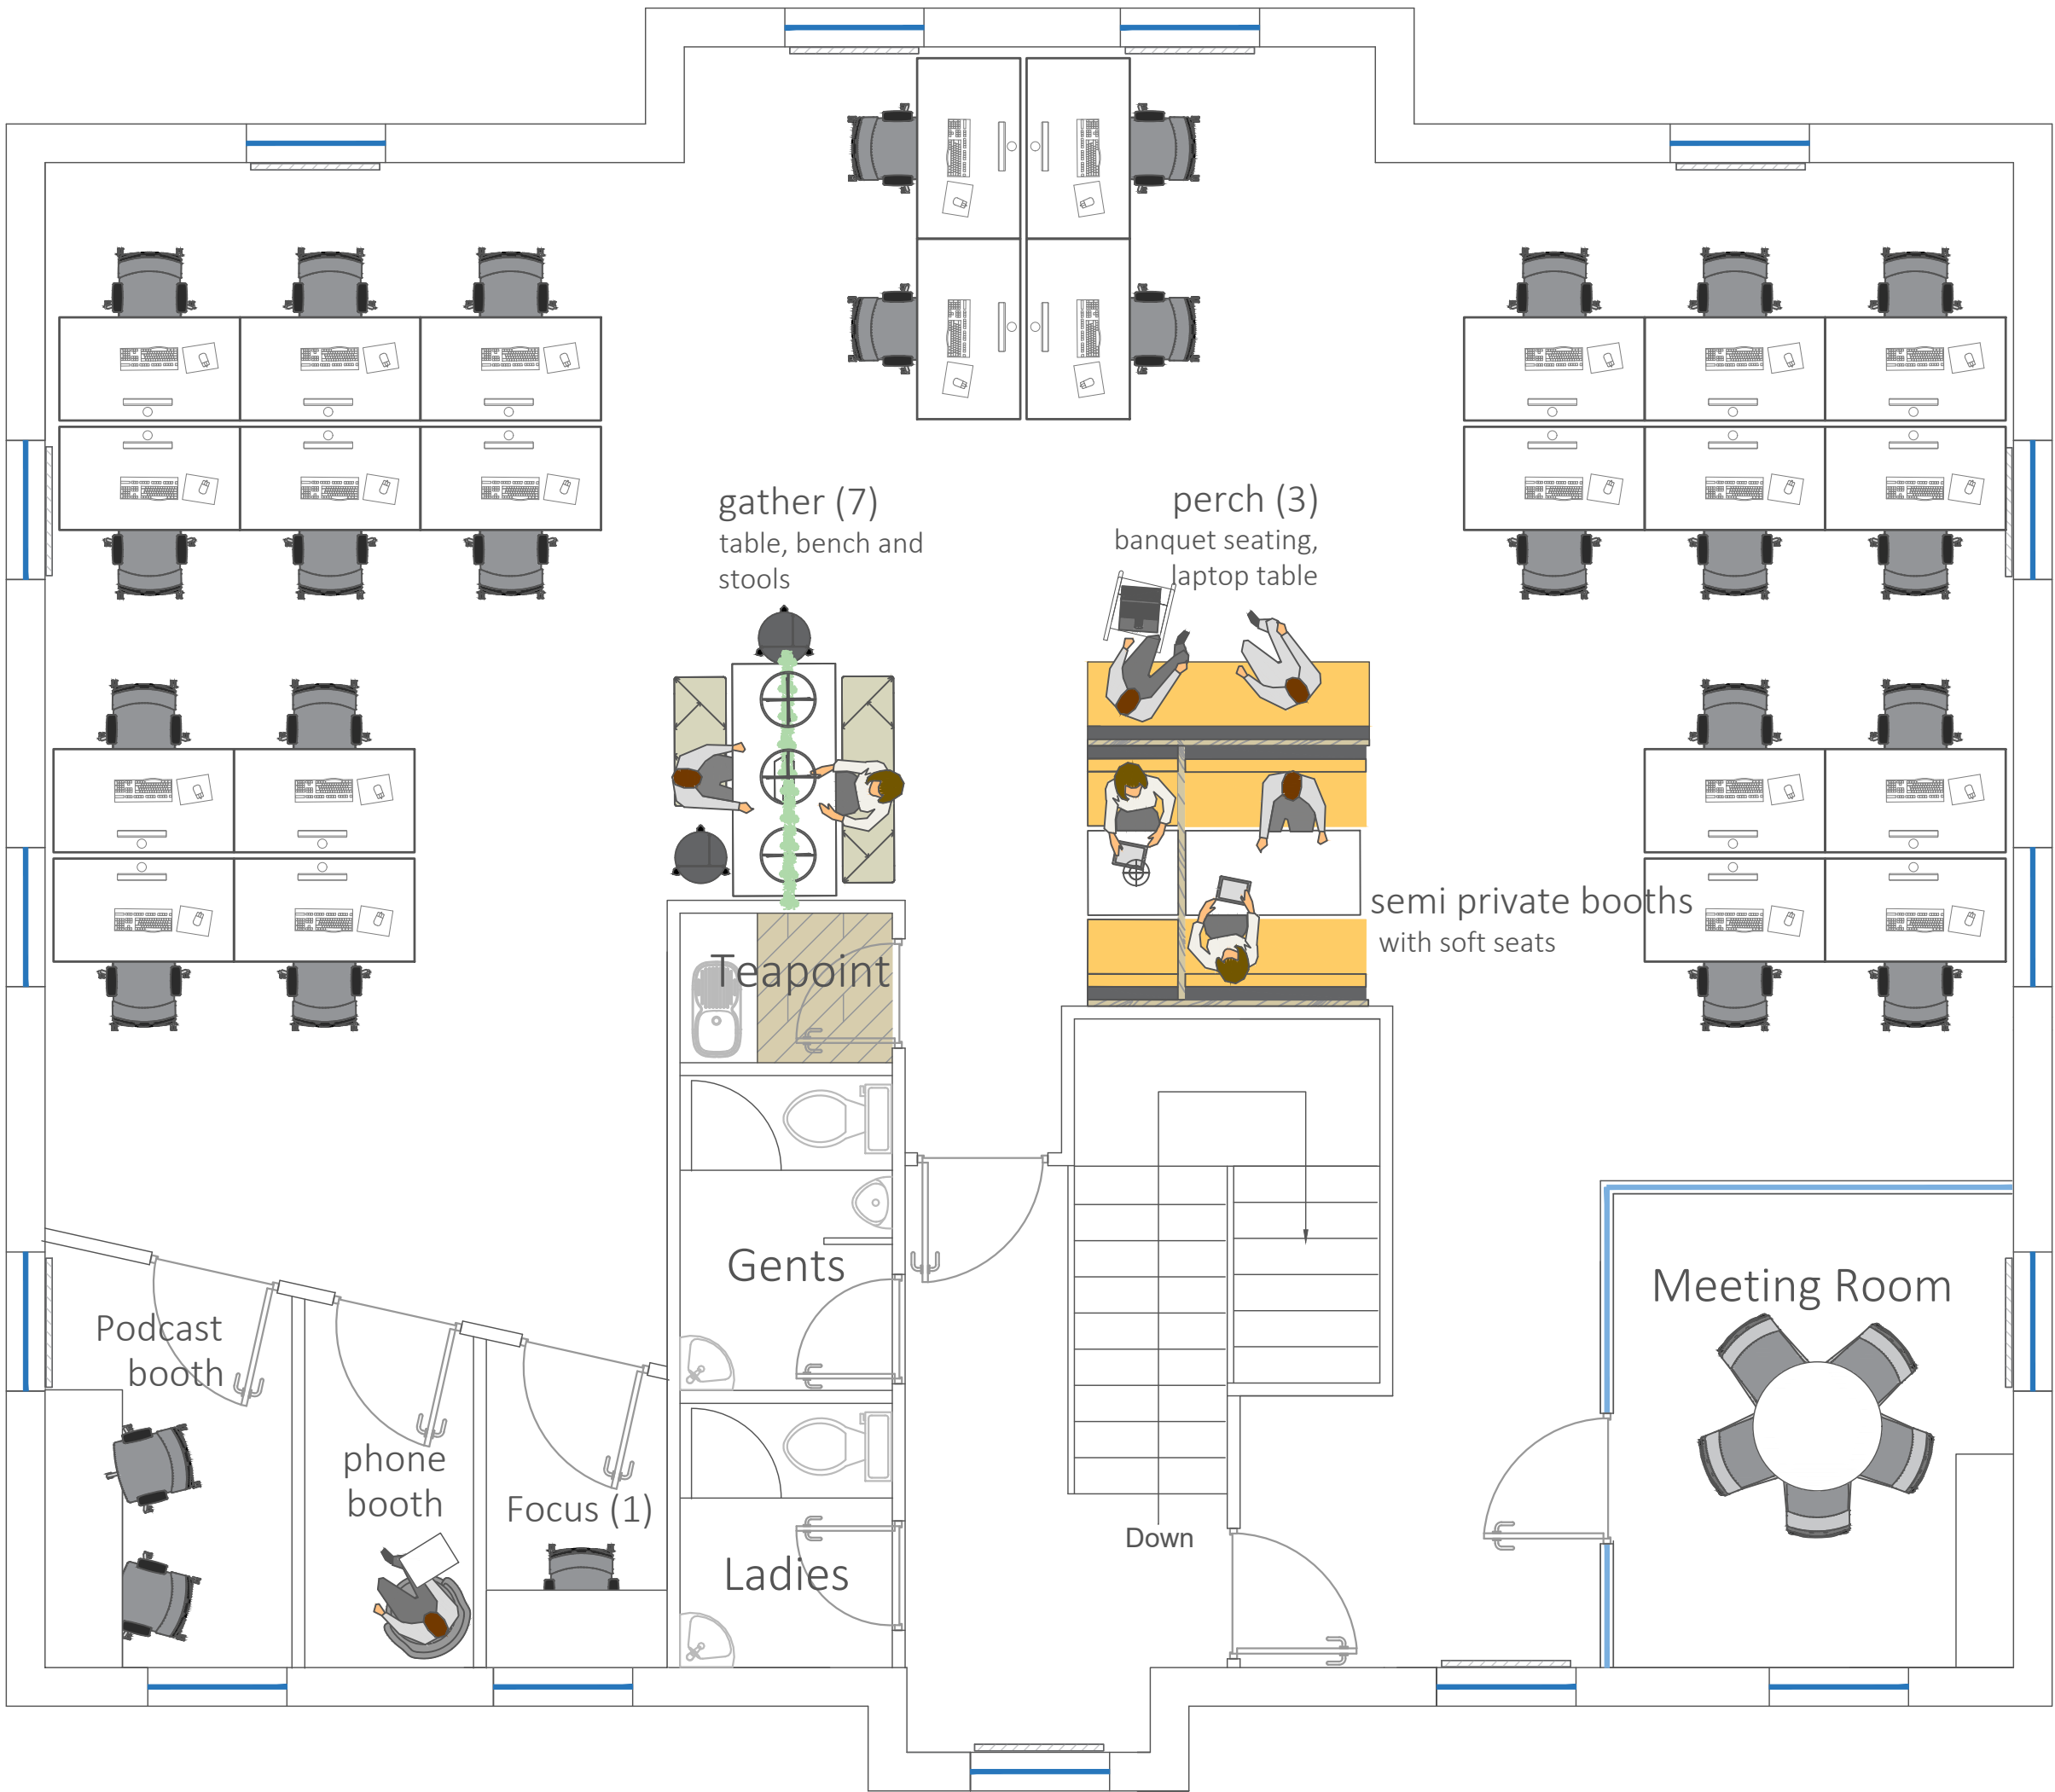 gather (7)
table, bench and
stools
perch (3)
banquet seating,
laptop table
semi private booths
with soft seats
Teapoint
Gents
Ladies
Podcast
booth
phone
booth
Focus (1)
Down
Meeting Room